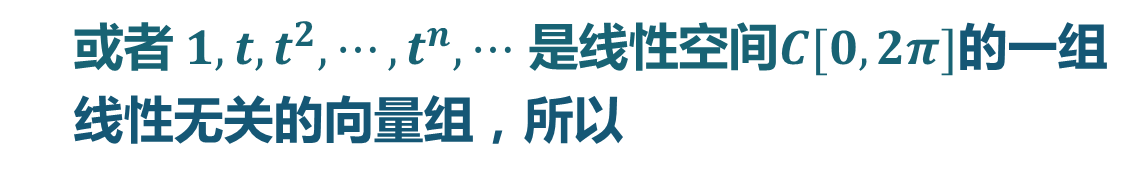 或者 1, t, t², ⋯, tⁿ, ⋯ 是线性空间C[0, 2π]的一组
线性无关的向量组，所以